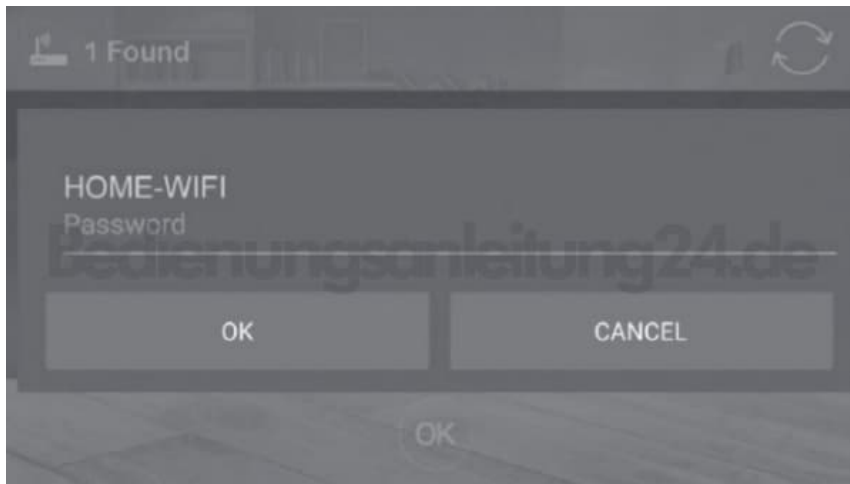 1 Found
HOME-WIFI
Password
Bedienungsanleitung24.de
OK
CANCEL
OK